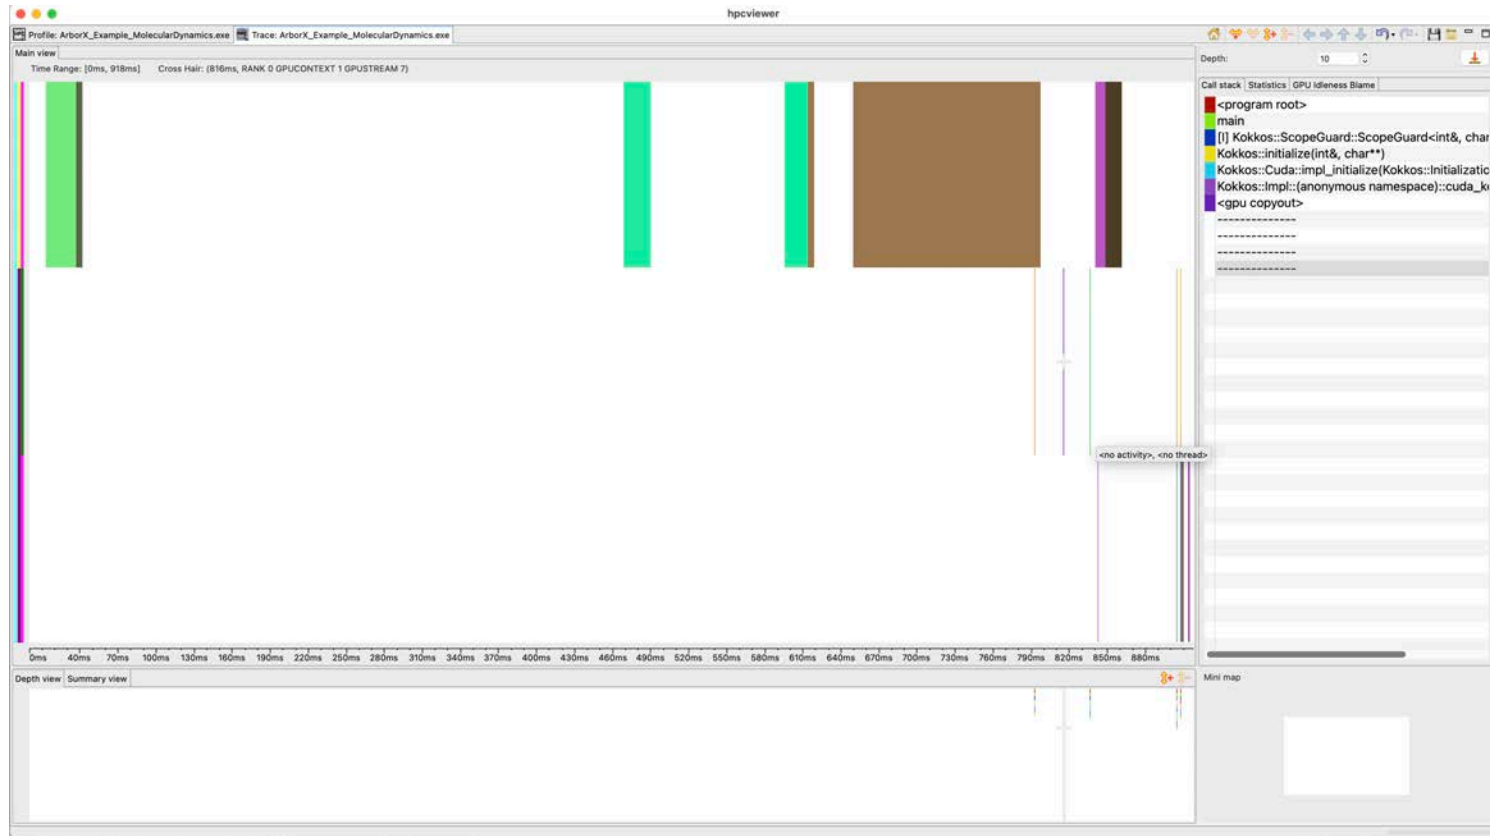 hpcviewer
Profile: ArborX_Example_MolecularDynamics.exe Trace: ArborX_Example_MolecularDynamics.exe
Main view
Time Range: [0ms, 918ms] Cross Hair: (816ms, RANK 0 GPUCONTEXT 1 GPUSTREAM 7)
Depth: 10
Call stack Statistics GPU Idleness Blame
<program root>
main
[I] Kokkos::ScopeGuard::ScopeGuard<int&, char
Kokkos::initialize(int&, char**)
Kokkos::Cuda::impl_initialize(Kokkos::Initializatic
Kokkos::Impl::(anonymous namespace)::cuda_k
<gpu copyout>
--------------
--------------
--------------
--------------
<no activity>, <no thread>
0ms 40ms 70ms 100ms 130ms 160ms 190ms 220ms 250ms 280ms 310ms 340ms 370ms 400ms 430ms 460ms 490ms 520ms 550ms 580ms 610ms 640ms 670ms 700ms 730ms 760ms 790ms 820ms 850ms 880ms
Depth view Summary view
Mini map